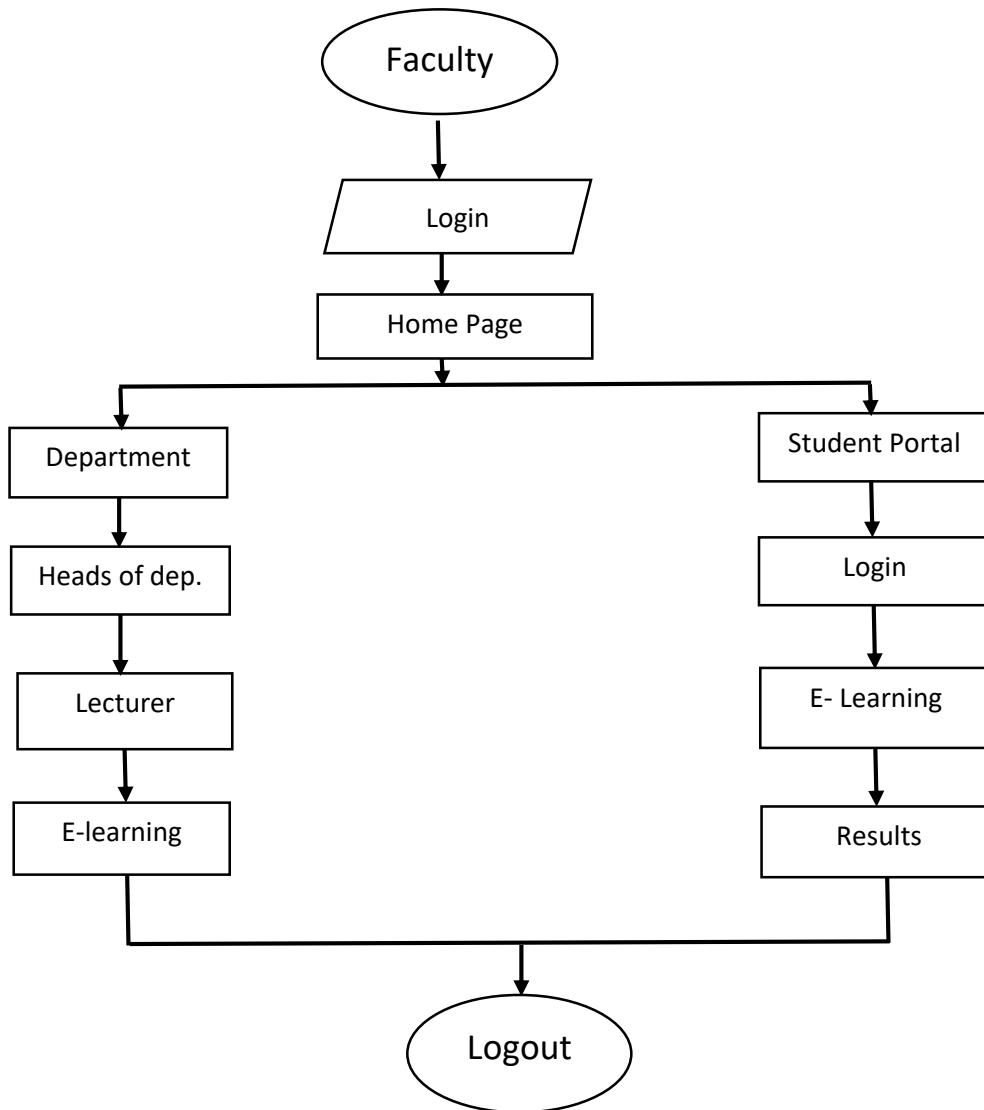 Faculty
Login
Home Page
Department
Heads of dep.
Lecturer
E-learning
Student Portal
Login
E- Learning
Results
Logout